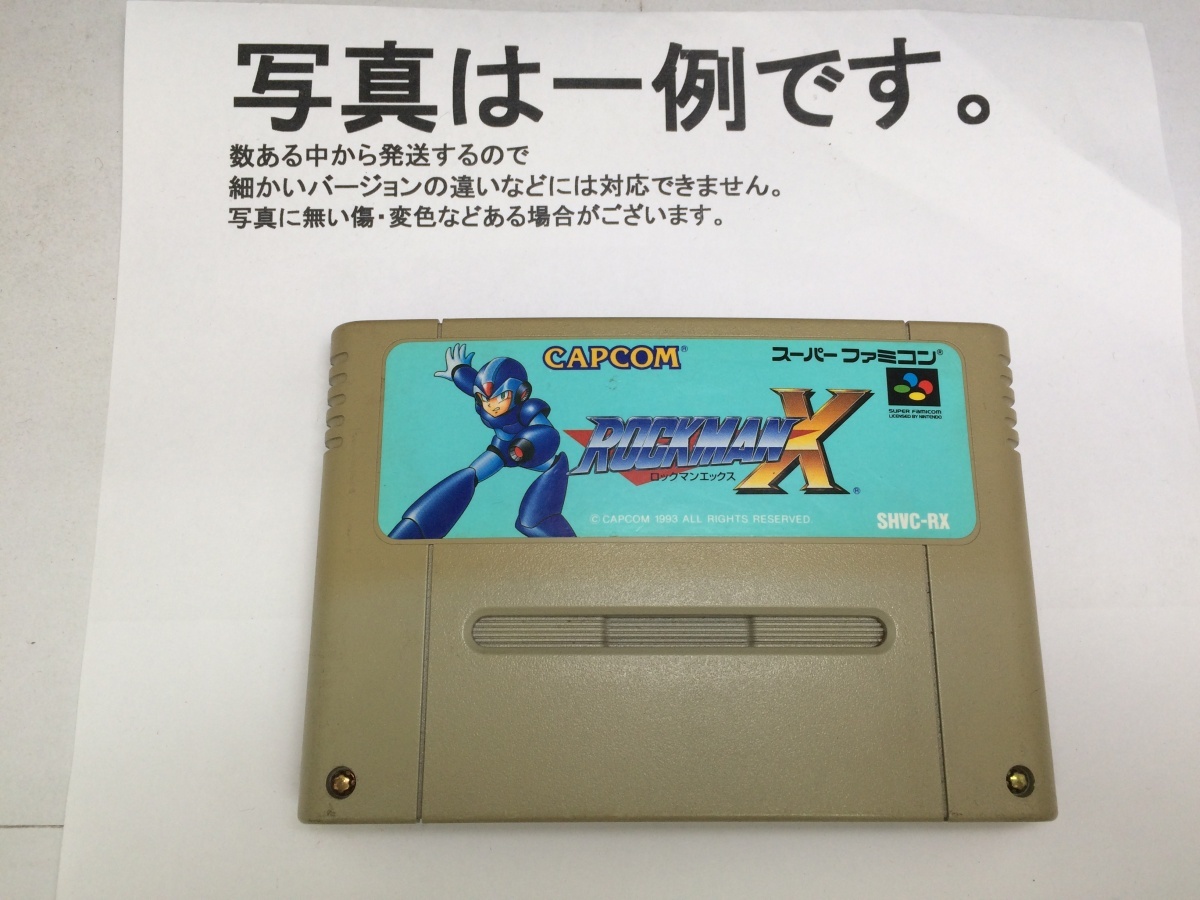 写真は一例です。
数ある中から発送するので
細かいバージョンの違いなどには対応できません。
写真に無い傷・変色などある場合がございます。
CAPCOM®
スーパーファミコン®
SUPER FAMICOM
LICENSED BY NINTENDO
ROCKMAN X®
ロックマンエックス
© CAPCOM 1993 ALL RIGHTS RESERVED.
SHVC-RX